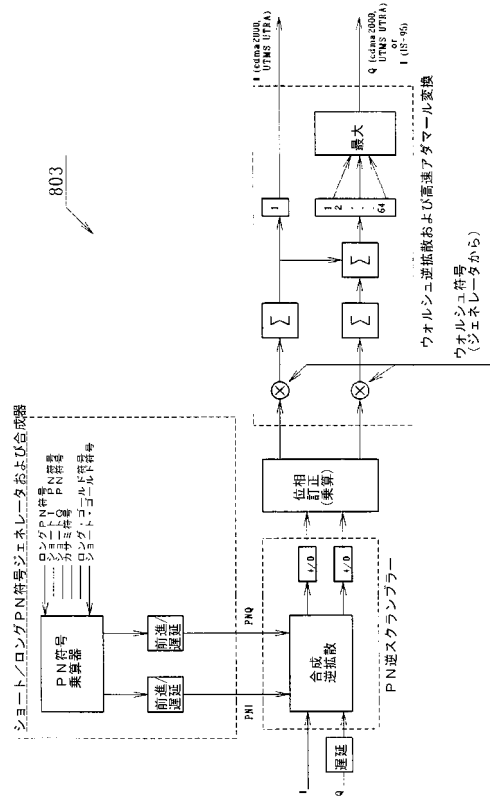 803
ショート/ロングPN符号ジェネレータおよび合成器
ロングPN符号
ショートI PN符号
ショートQ PN符号
カサミ符号
ロング・ゴールド符号
ショート・ゴールド符号
PN符号
乗算器
前進/
遅延
前進/
遅延
PNI
PNQ
I
Q
遅延
合成
逆拡散
+/D
+/D
PN逆スクランブラー
位相
訂正
(乗算)
Σ
Σ
Σ
1
1
2
64
最大
I (cdma2000,
UTMS UTRA)
Q (cdma2000,
UTMS UTRA)
or
I (IS-95)
ウォルシュ逆拡散および高速アダマール変換
ウォルシュ符号
(ジェネレータから)